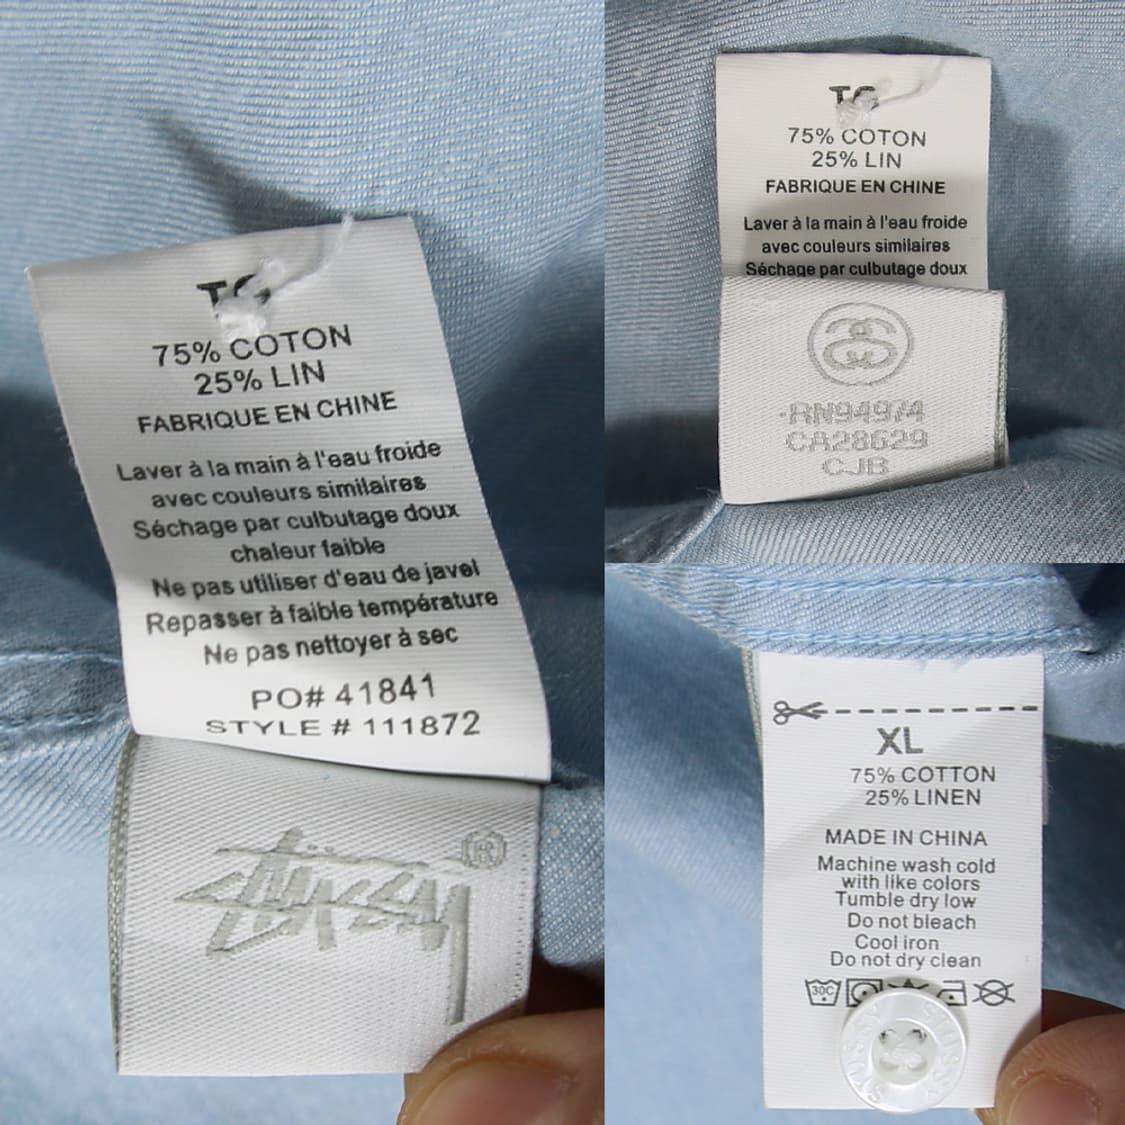 TG
75% COTON
25% LIN
FABRIQUE EN CHINE
Laver à la main à l'eau froide
avec couleurs similaires
Séchage par culbutage doux
chaleur faible
Ne pas utiliser d'eau de javel
Repasser à faible température
Ne pas nettoyer à sec
PO# 41841
STYLE # 111872
Stüssy ®
TG
75% COTON
25% LIN
FABRIQUE EN CHINE
Laver à la main à l'eau froide
avec couleurs similaires
Séchage par culbutage doux
RN94974
CA28629
CJB
XL
75% COTTON
25% LINEN
MADE IN CHINA
Machine wash cold
with like colors
Tumble dry low
Do not bleach
Cool iron
Do not dry clean
30C
STUSSY STUSSY